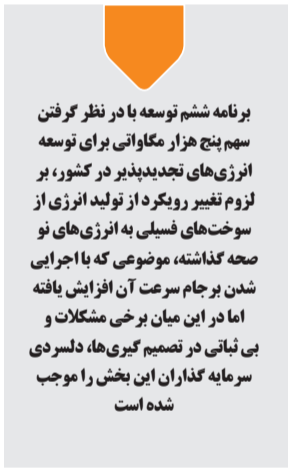 برنامه ششم توسعه با در نظر گرفتن
سهم پنج هزار مگاواتی برای توسعه
انرژی‌های تجدیدپذیر در کشور، بر
لزوم تغییر رویکرد از تولید انرژی از
سوخت‌های فسیلی به انرژی‌های نو
صحه گذاشته، موضوعی که با اجرایی
شدن برجام سرعت آن افزایش یافته
اما در این میان برخی مشکلات و
بی ثباتی در تصمیم گیری‌ها، دلسردی
سرمایه گذاران این بخش را موجب
شده است